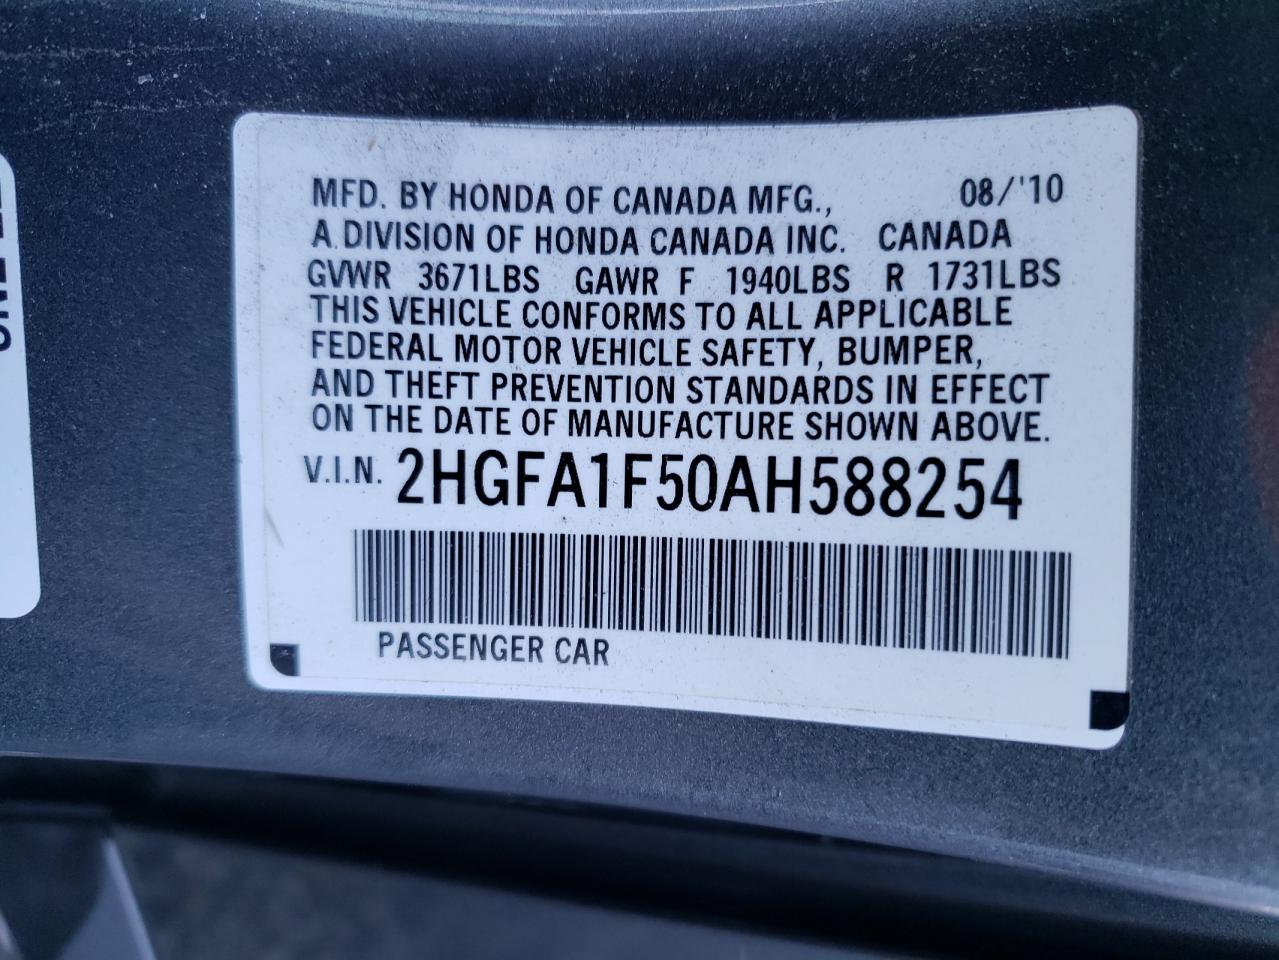 MFD. BY HONDA OF CANADA MFG., 08/'10
A DIVISION OF HONDA CANADA INC. CANADA
GVWR 3671LBS GAWR F 1940LBS R 1731LBS
THIS VEHICLE CONFORMS TO ALL APPLICABLE
FEDERAL MOTOR VEHICLE SAFETY, BUMPER,
AND THEFT PREVENTION STANDARDS IN EFFECT
ON THE DATE OF MANUFACTURE SHOWN ABOVE.
V.I.N. 2HGFA1F50AH588254
PASSENGER CAR